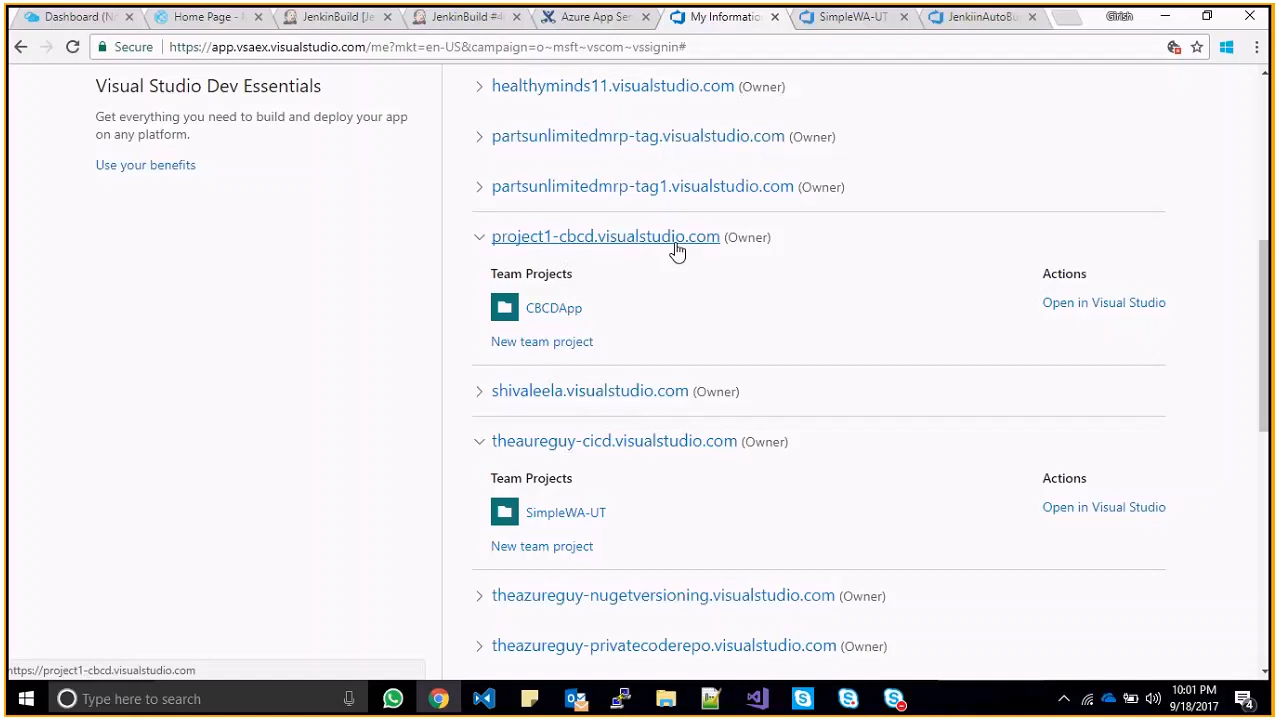 Dashboard (N
Home Page -
JenkinBuild [Je
JenkinBuild #4
Azure App Ser
My Informatio
SimpleWA-UT
JenkiinAutoBu
Girish
Secure
https://app.vsaex.visualstudio.com/me?mkt=en-US&campaign=o~msft~vscom~vssignin#
Visual Studio Dev Essentials
Get everything you need to build and deploy your app
on any platform.
Use your benefits
healthyminds11.visualstudio.com (Owner)
partsunlimitedmrp-tag.visualstudio.com (Owner)
partsunlimitedmrp-tag1.visualstudio.com (Owner)
project1-cbcd.visualstudio.com (Owner)
Team Projects
Actions
CBCDApp
Open in Visual Studio
New team project
shivaleela.visualstudio.com (Owner)
theaureguy-cicd.visualstudio.com (Owner)
Team Projects
Actions
SimpleWA-UT
Open in Visual Studio
New team project
theazureguy-nugetversioning.visualstudio.com (Owner)
theazureguy-privatecoderepo.visualstudio.com (Owner)
https://project1-cbcd.visualstudio.com
Type here to search
10:01 PM
9/18/2017
4